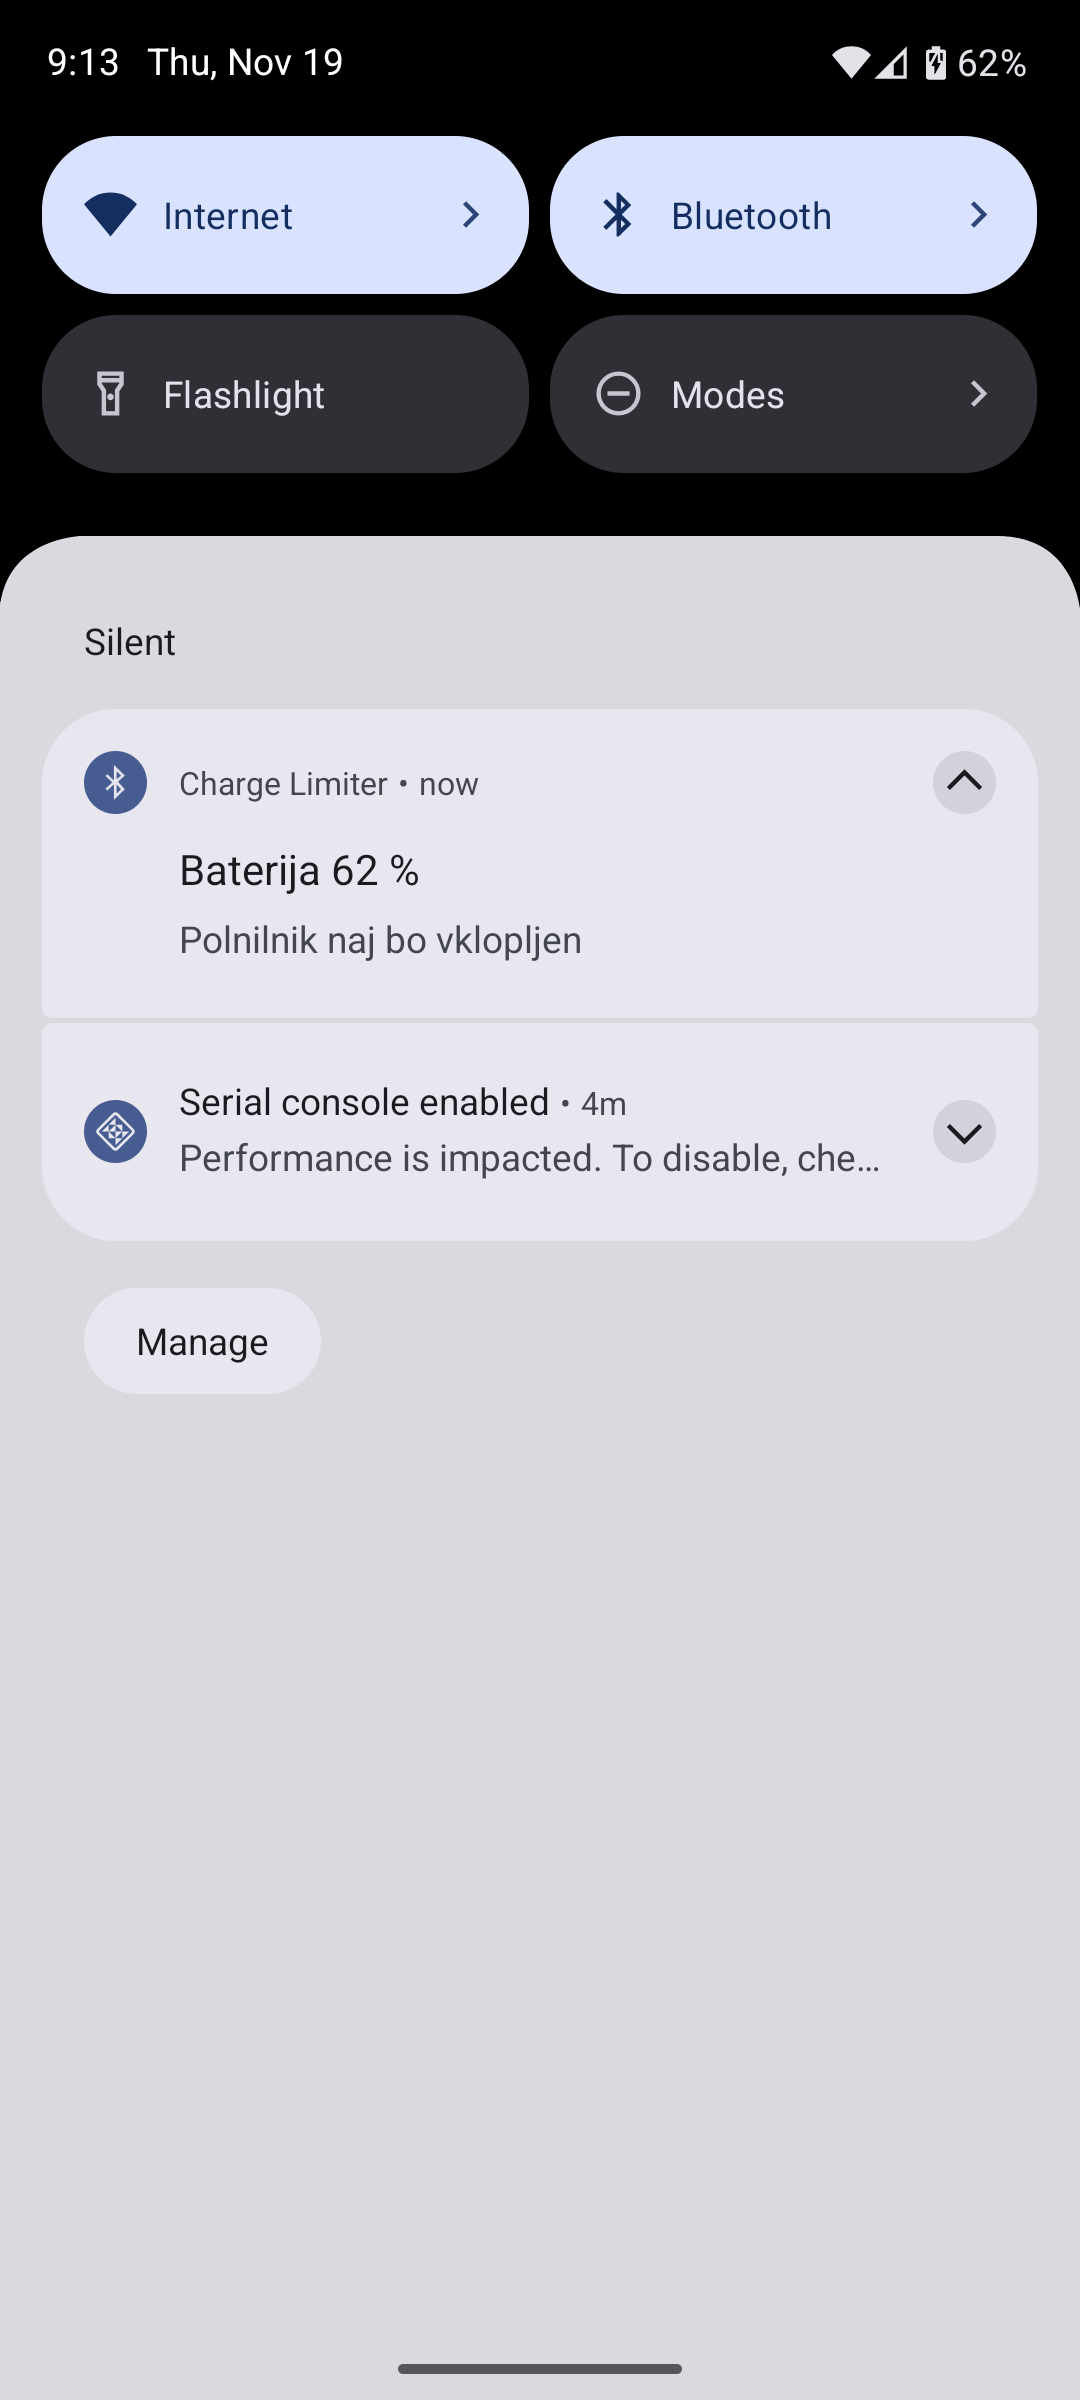 9:13 Thu, Nov 19 62%
Internet
Bluetooth
Flashlight
Modes
Silent
Charge Limiter • now
Baterija 62 %
Polnilnik naj bo vklopljen
Serial console enabled • 4m
Performance is impacted. To disable, che…
Manage